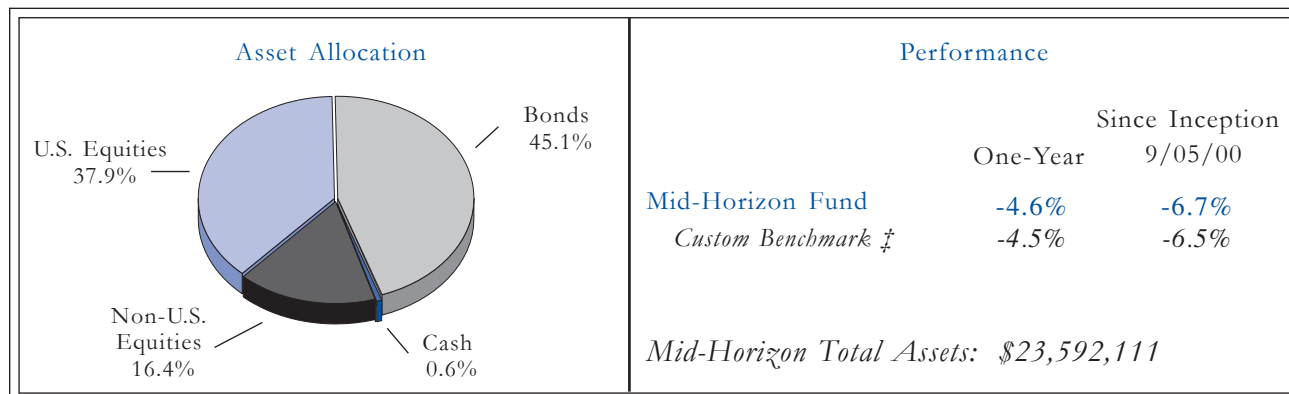 Asset Allocation
Bonds
45.1%
U.S. Equities
37.9%
Non-U.S.
Equities
16.4%
Cash
0.6%
Performance
Since Inception
One-Year 9/05/00
Mid-Horizon Fund -4.6% -6.7%
Custom Benchmark ‡ -4.5% -6.5%
Mid-Horizon Total Assets: $23,592,111